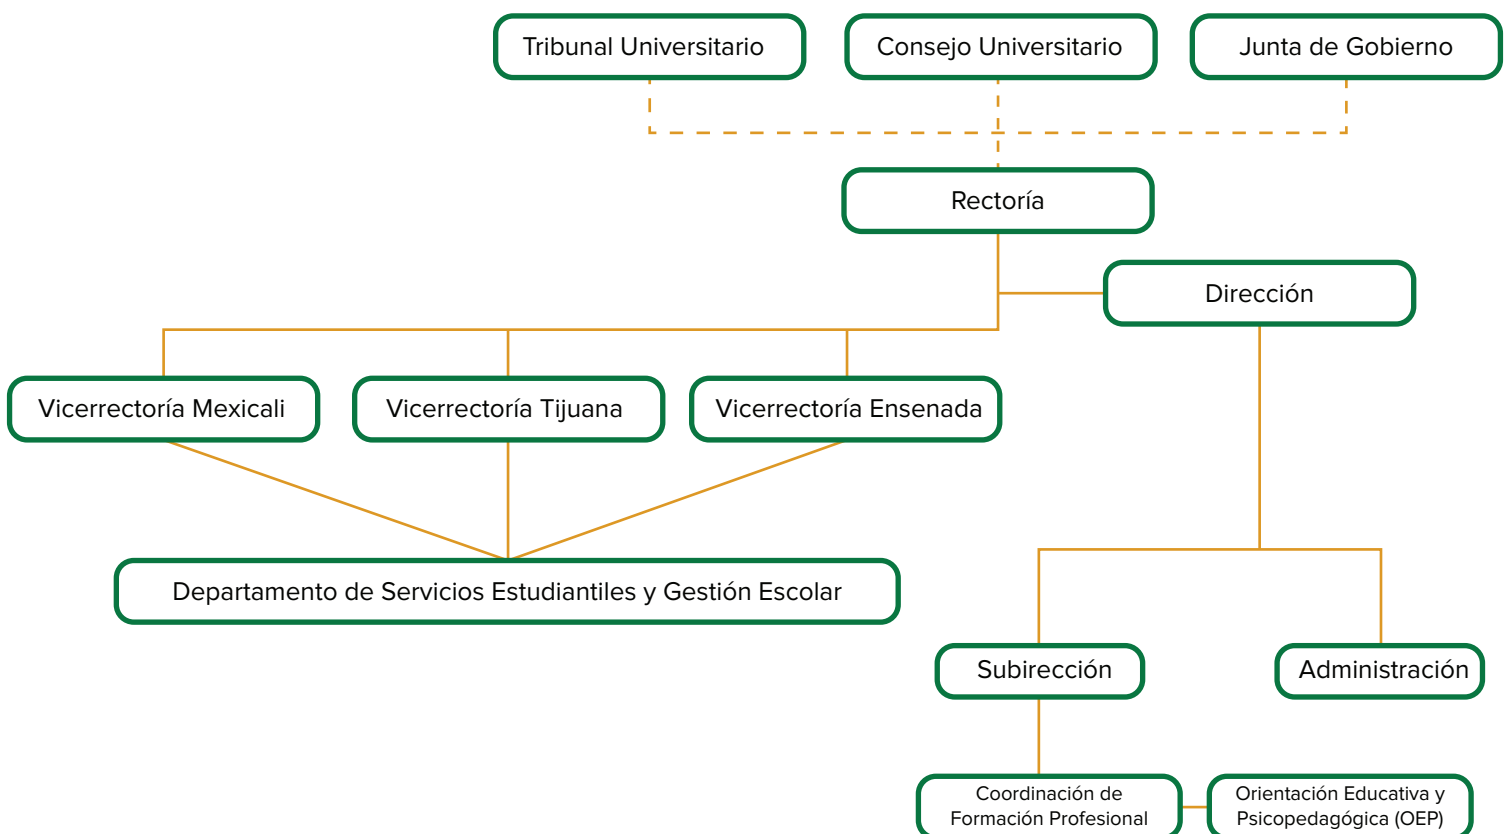 Tribunal Universitario
Consejo Universitario
Junta de Gobierno
Rectoría
Dirección
Vicerrectoría Mexicali
Vicerrectoría Tijuana
Vicerrectoría Ensenada
Departamento de Servicios Estudiantiles y Gestión Escolar
Subirección
Administración
Coordinación de
Formación Profesional
Orientación Educativa y
Psicopedagógica (OEP)